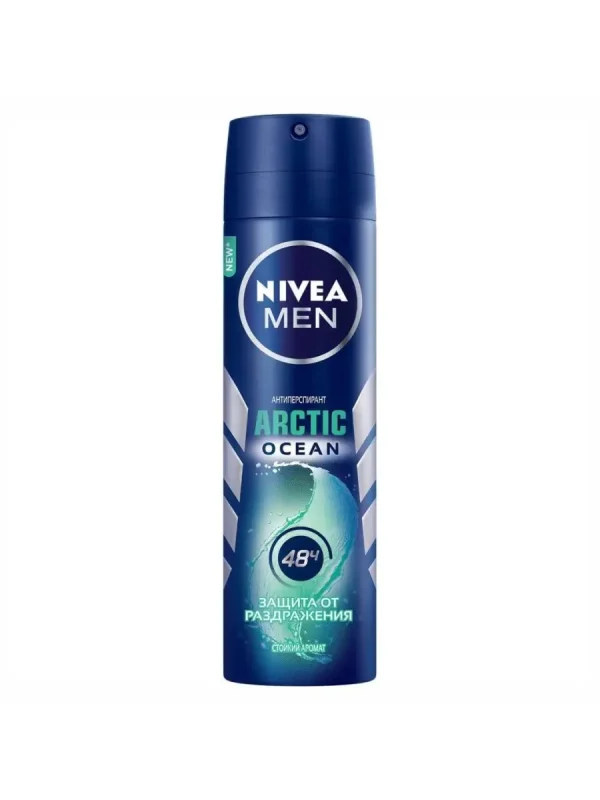 NEW*
NIVEA
MEN
АНТИПЕРСПИРАНТ
ARCTIC
OCEAN
48Ч
ЗАЩИТА ОТ
РАЗДРАЖЕНИЯ
СТОЙКИЙ АРОМАТ